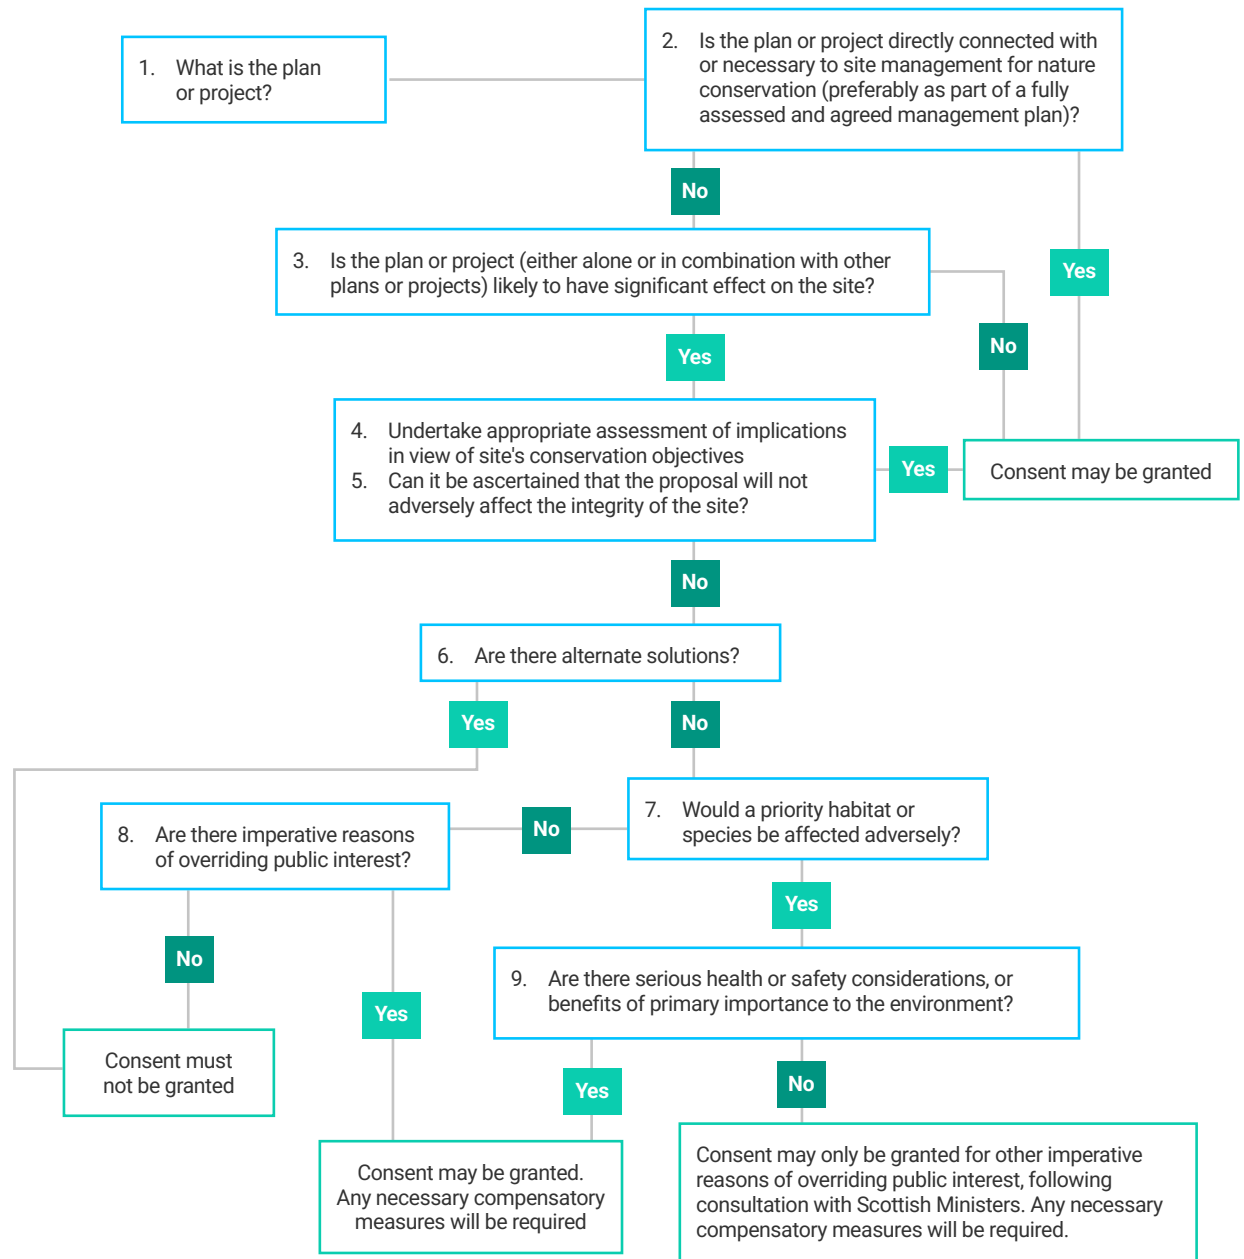 1. What is the plan
or project?
2. Is the plan or project directly connected with
or necessary to site management for nature
conservation (preferably as part of a fully
assessed and agreed management plan)?
No
Yes
3. Is the plan or project (either alone or in combination with other
plans or projects) likely to have significant effect on the site?
Yes
No
4. Undertake appropriate assessment of implications
in view of site's conservation objectives
5. Can it be ascertained that the proposal will not
adversely affect the integrity of the site?
Yes
Consent may be granted
No
6. Are there alternate solutions?
Yes
No
7. Would a priority habitat or
species be affected adversely?
No
8. Are there imperative reasons
of overriding public interest?
Yes
No
9. Are there serious health or safety considerations, or
benefits of primary importance to the environment?
Yes
Consent must
not be granted
Yes
No
Consent may be granted.
Any necessary compensatory
measures will be required
Consent may only be granted for other imperative
reasons of overriding public interest, following
consultation with Scottish Ministers. Any necessary
compensatory measures will be required.